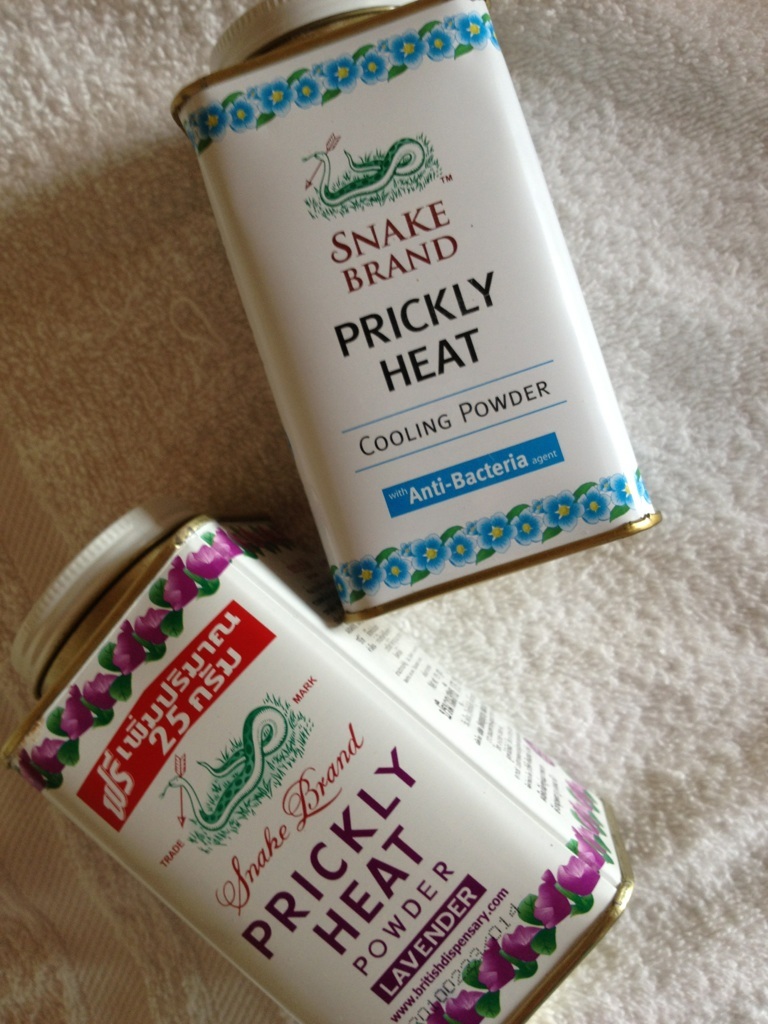 TM
SNAKE
BRAND
PRICKLY
HEAT
COOLING POWDER
with Anti-Bacteria agent
ฟรี เพิ่มปริมาณ
25 กรัม
TRADE MARK
Snake Brand
PRICKLY
HEAT
POWDER
LAVENDER
www.britishdispensary.com